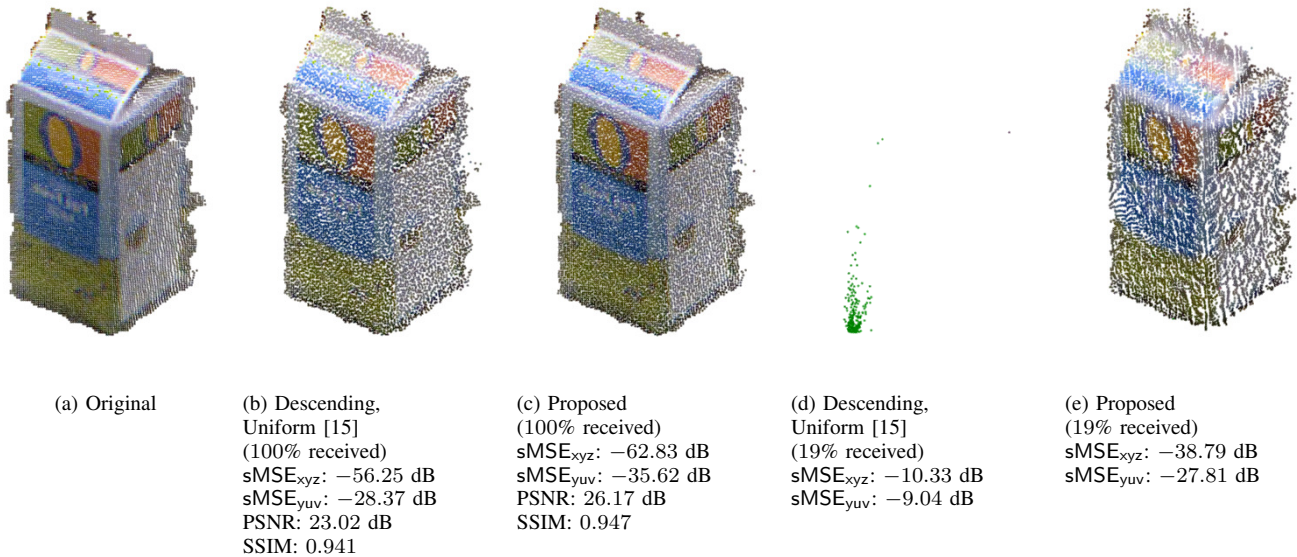 (a) Original
(b) Descending,
Uniform [15]
(100% received)
sMSExyz: −56.25 dB
sMSEyuv: −28.37 dB
PSNR: 23.02 dB
SSIM: 0.941
(c) Proposed
(100% received)
sMSExyz: −62.83 dB
sMSEyuv: −35.62 dB
PSNR: 26.17 dB
SSIM: 0.947
(d) Descending,
Uniform [15]
(19% received)
sMSExyz: −10.33 dB
sMSEyuv: −9.04 dB
(e) Proposed
(19% received)
sMSExyz: −38.79 dB
sMSEyuv: −27.81 dB